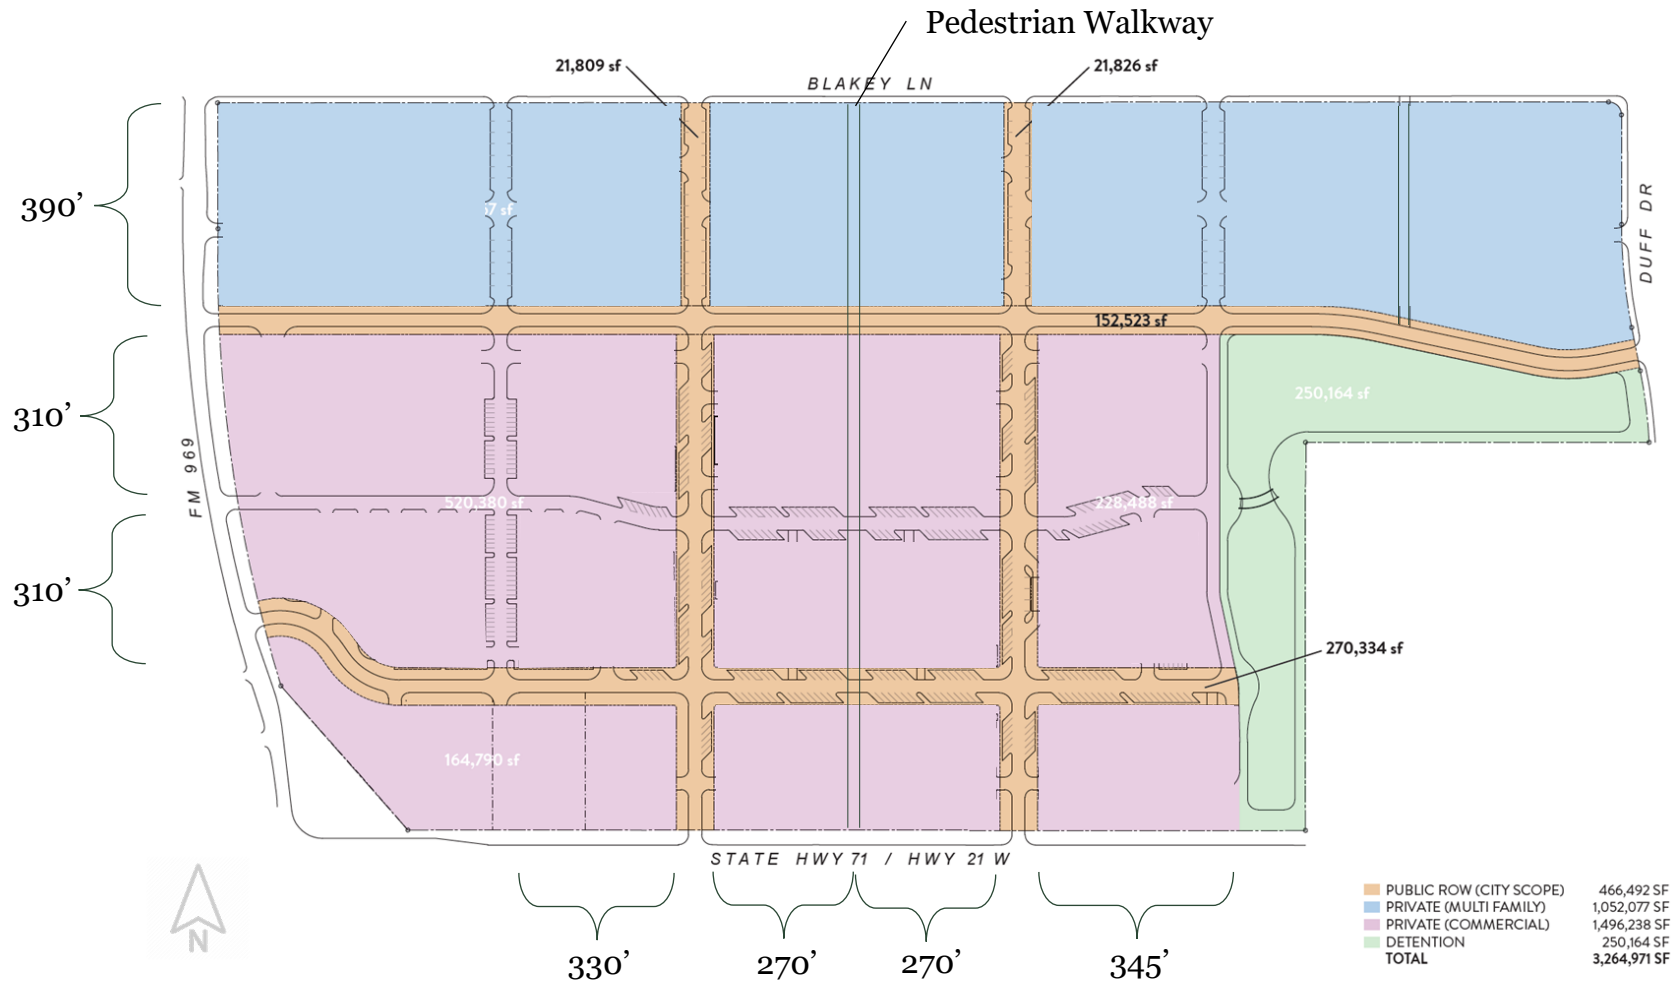 Pedestrian Walkway
21,809 sf
21,826 sf
BLAKEY LN
390’
57 sf
DUFF DR
152,523 sf
310’
250,164 sf
FM 969
520,380 sf
228,488 sf
310’
270,334 sf
164,790 sf
STATE HWY 71 / HWY 21 W
N
330’
270’
270’
345’
PUBLIC ROW (CITY SCOPE) 466,492 SF
PRIVATE (MULTI FAMILY) 1,052,077 SF
PRIVATE (COMMERCIAL) 1,496,238 SF
DETENTION 250,164 SF
TOTAL 3,264,971 SF